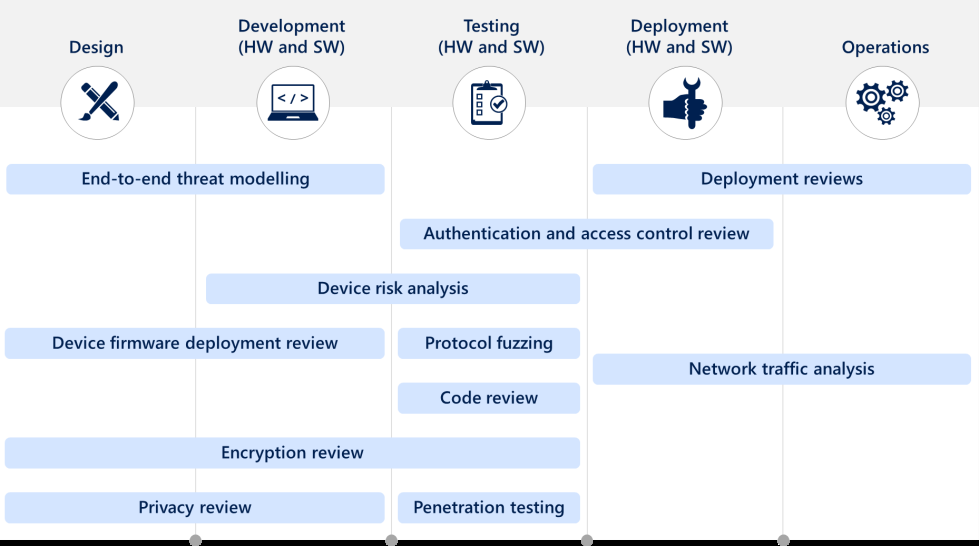 Design
Development
(HW and SW)
Testing
(HW and SW)
Deployment
(HW and SW)
Operations
</>
End-to-end threat modelling
Deployment reviews
Authentication and access control review
Device risk analysis
Device firmware deployment review
Protocol fuzzing
Network traffic analysis
Code review
Encryption review
Privacy review
Penetration testing